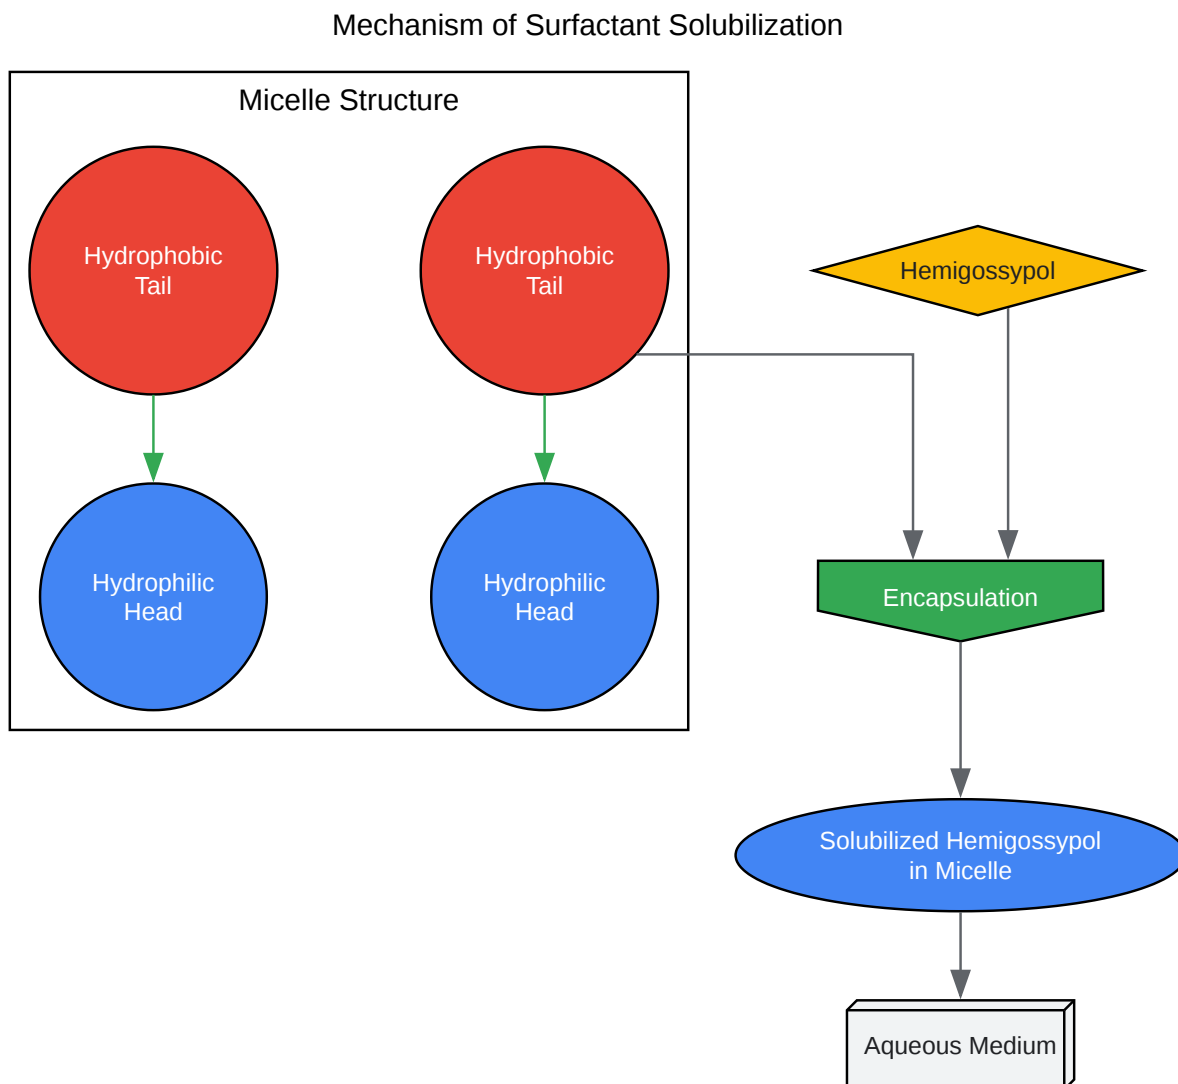 Mechanism of Surfactant Solubilization
Micelle Structure
Hydrophobic
Tail
Hydrophobic
Tail
Hemigossypol
Hydrophilic
Head
Hydrophilic
Head
Encapsulation
Solubilized Hemigossypol
in Micelle
Aqueous Medium